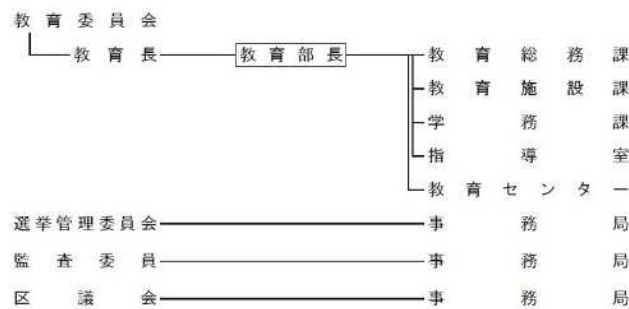 教育委員会
教育長 教育部長 教育総務課
教育施設課
学務課
指導室
教育センター
選挙管理委員会 事務局
監査委員 事務局
区議会 事務局